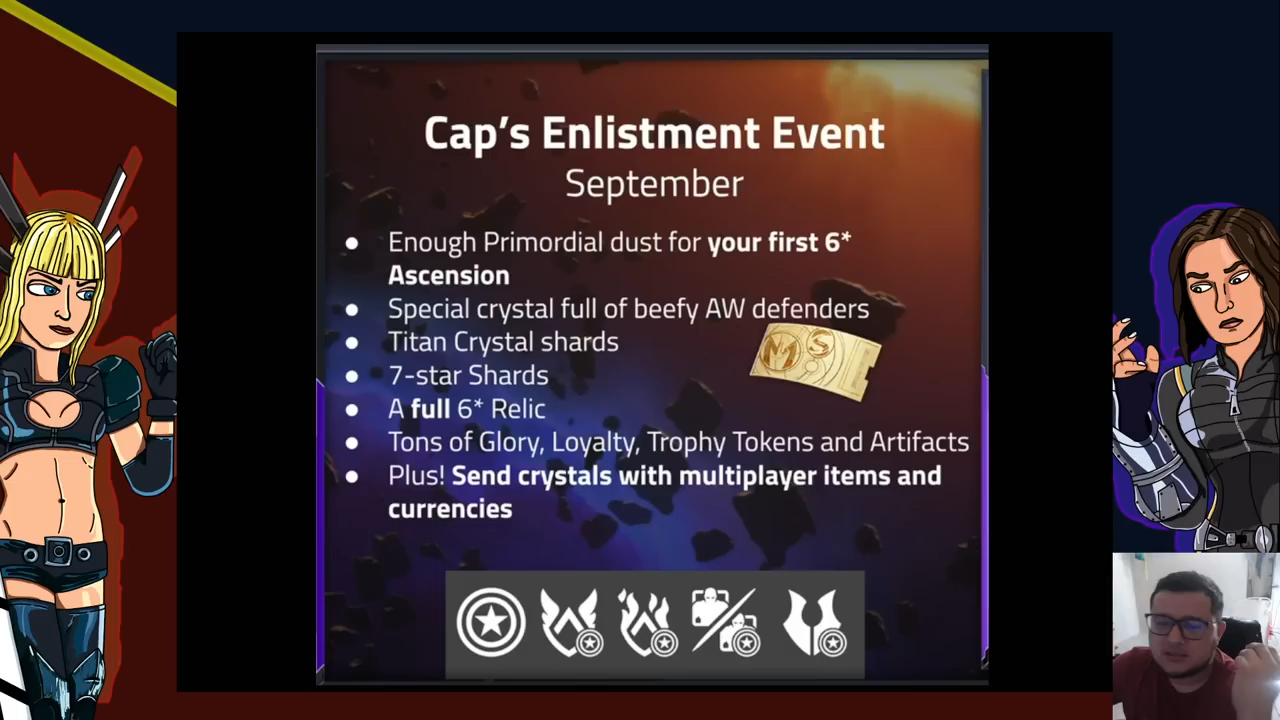 Cap's Enlistment Event
September
● Enough Primordial dust for your first 6*
Ascension
● Special crystal full of beefy AW defenders
● Titan Crystal shards
● 7-star Shards
● A full 6* Relic
● Tons of Glory, Loyalty, Trophy Tokens and Artifacts
● Plus! Send crystals with multiplayer items and
currencies